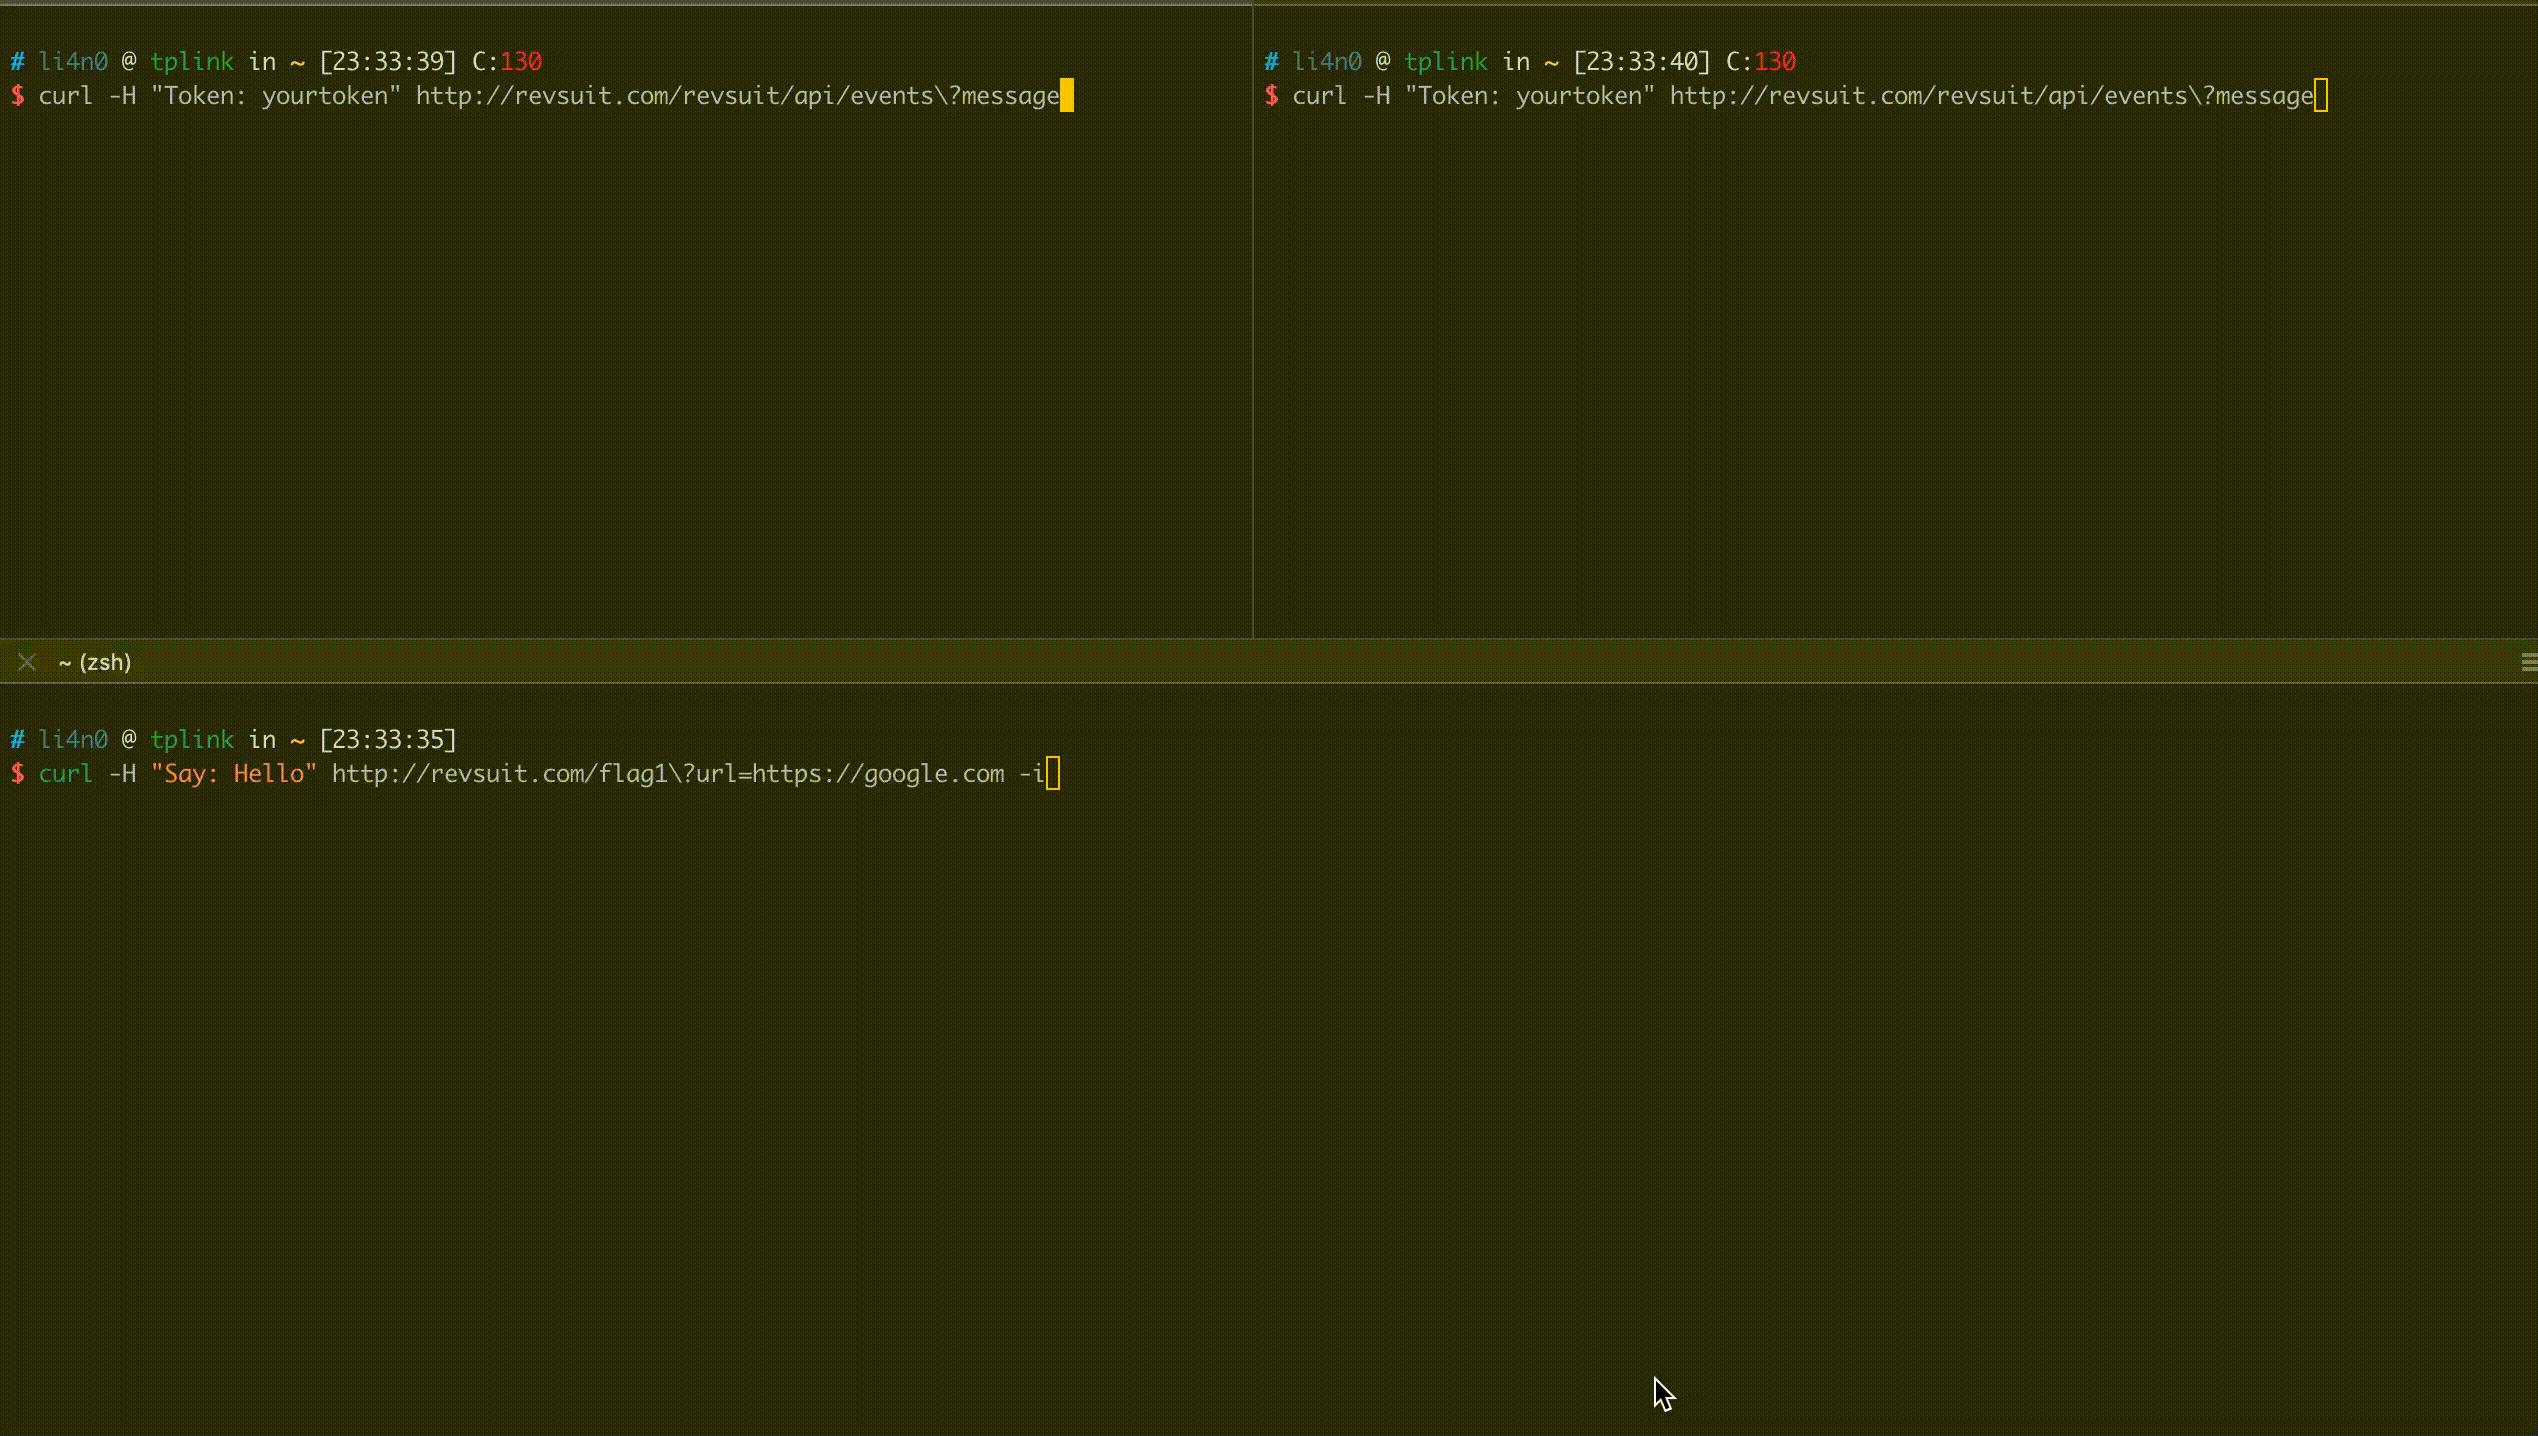 # li4n0 @ tplink in ~ [23:33:39] C:130
$ curl -H "Token: yourtoken" http://revsuit.com/revsuit/api/events\?message
# li4n0 @ tplink in ~ [23:33:40] C:130
$ curl -H "Token: yourtoken" http://revsuit.com/revsuit/api/events\?message
~ (zsh)
# li4n0 @ tplink in ~ [23:33:35]
$ curl -H "Say: Hello" http://revsuit.com/flag1\?url=https://google.com -i